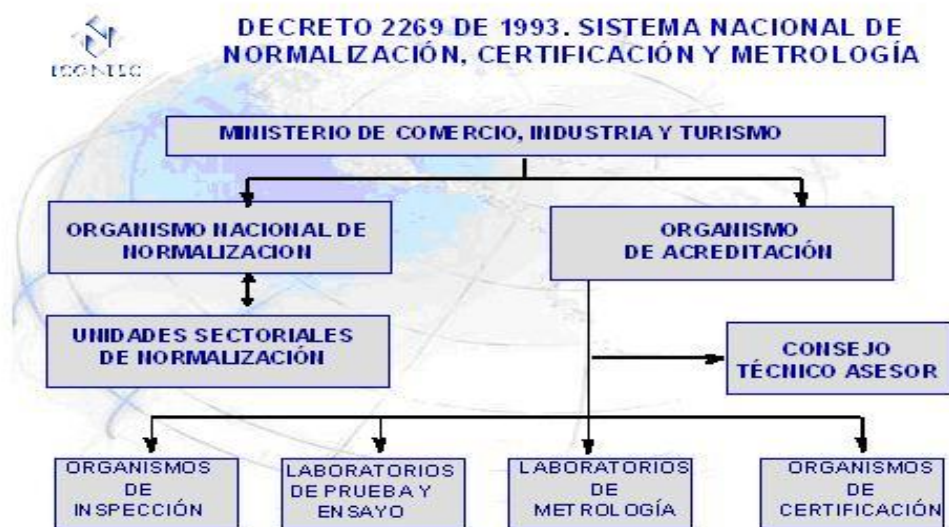 ICONTEC
DECRETO 2269 DE 1993. SISTEMA NACIONAL DE
NORMALIZACIÓN, CERTIFICACIÓN Y METROLOGÍA
MINISTERIO DE COMERCIO, INDUSTRIA Y TURISMO
ORGANISMO NACIONAL DE
NORMALIZACION
ORGANISMO
DE ACREDITACIÓN
UNIDADES SECTORIALES
DE NORMALIZACIÓN
CONSEJO
TÉCNICO ASESOR
ORGANISMOS
DE
INSPECCIÓN
LABORATORIOS
DE PRUEBA Y
ENSAYO
LABORATORIOS
DE
METROLOGÍA
ORGANISMOS
DE
CERTIFICACIÓN